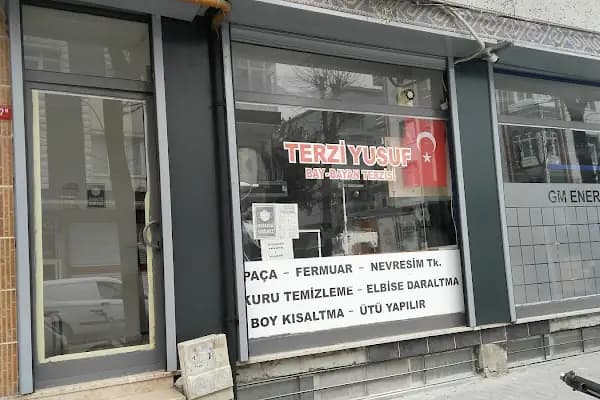 TERZİ YUSUF
BAY-BAYAN TERZİSİ
GM ENER
PAÇA - FERMUAR - NEVRESİM Tk.
KURU TEMİZLEME - ELBİSE DARALTMA
BOY KISALTMA - ÜTÜ YAPILIR